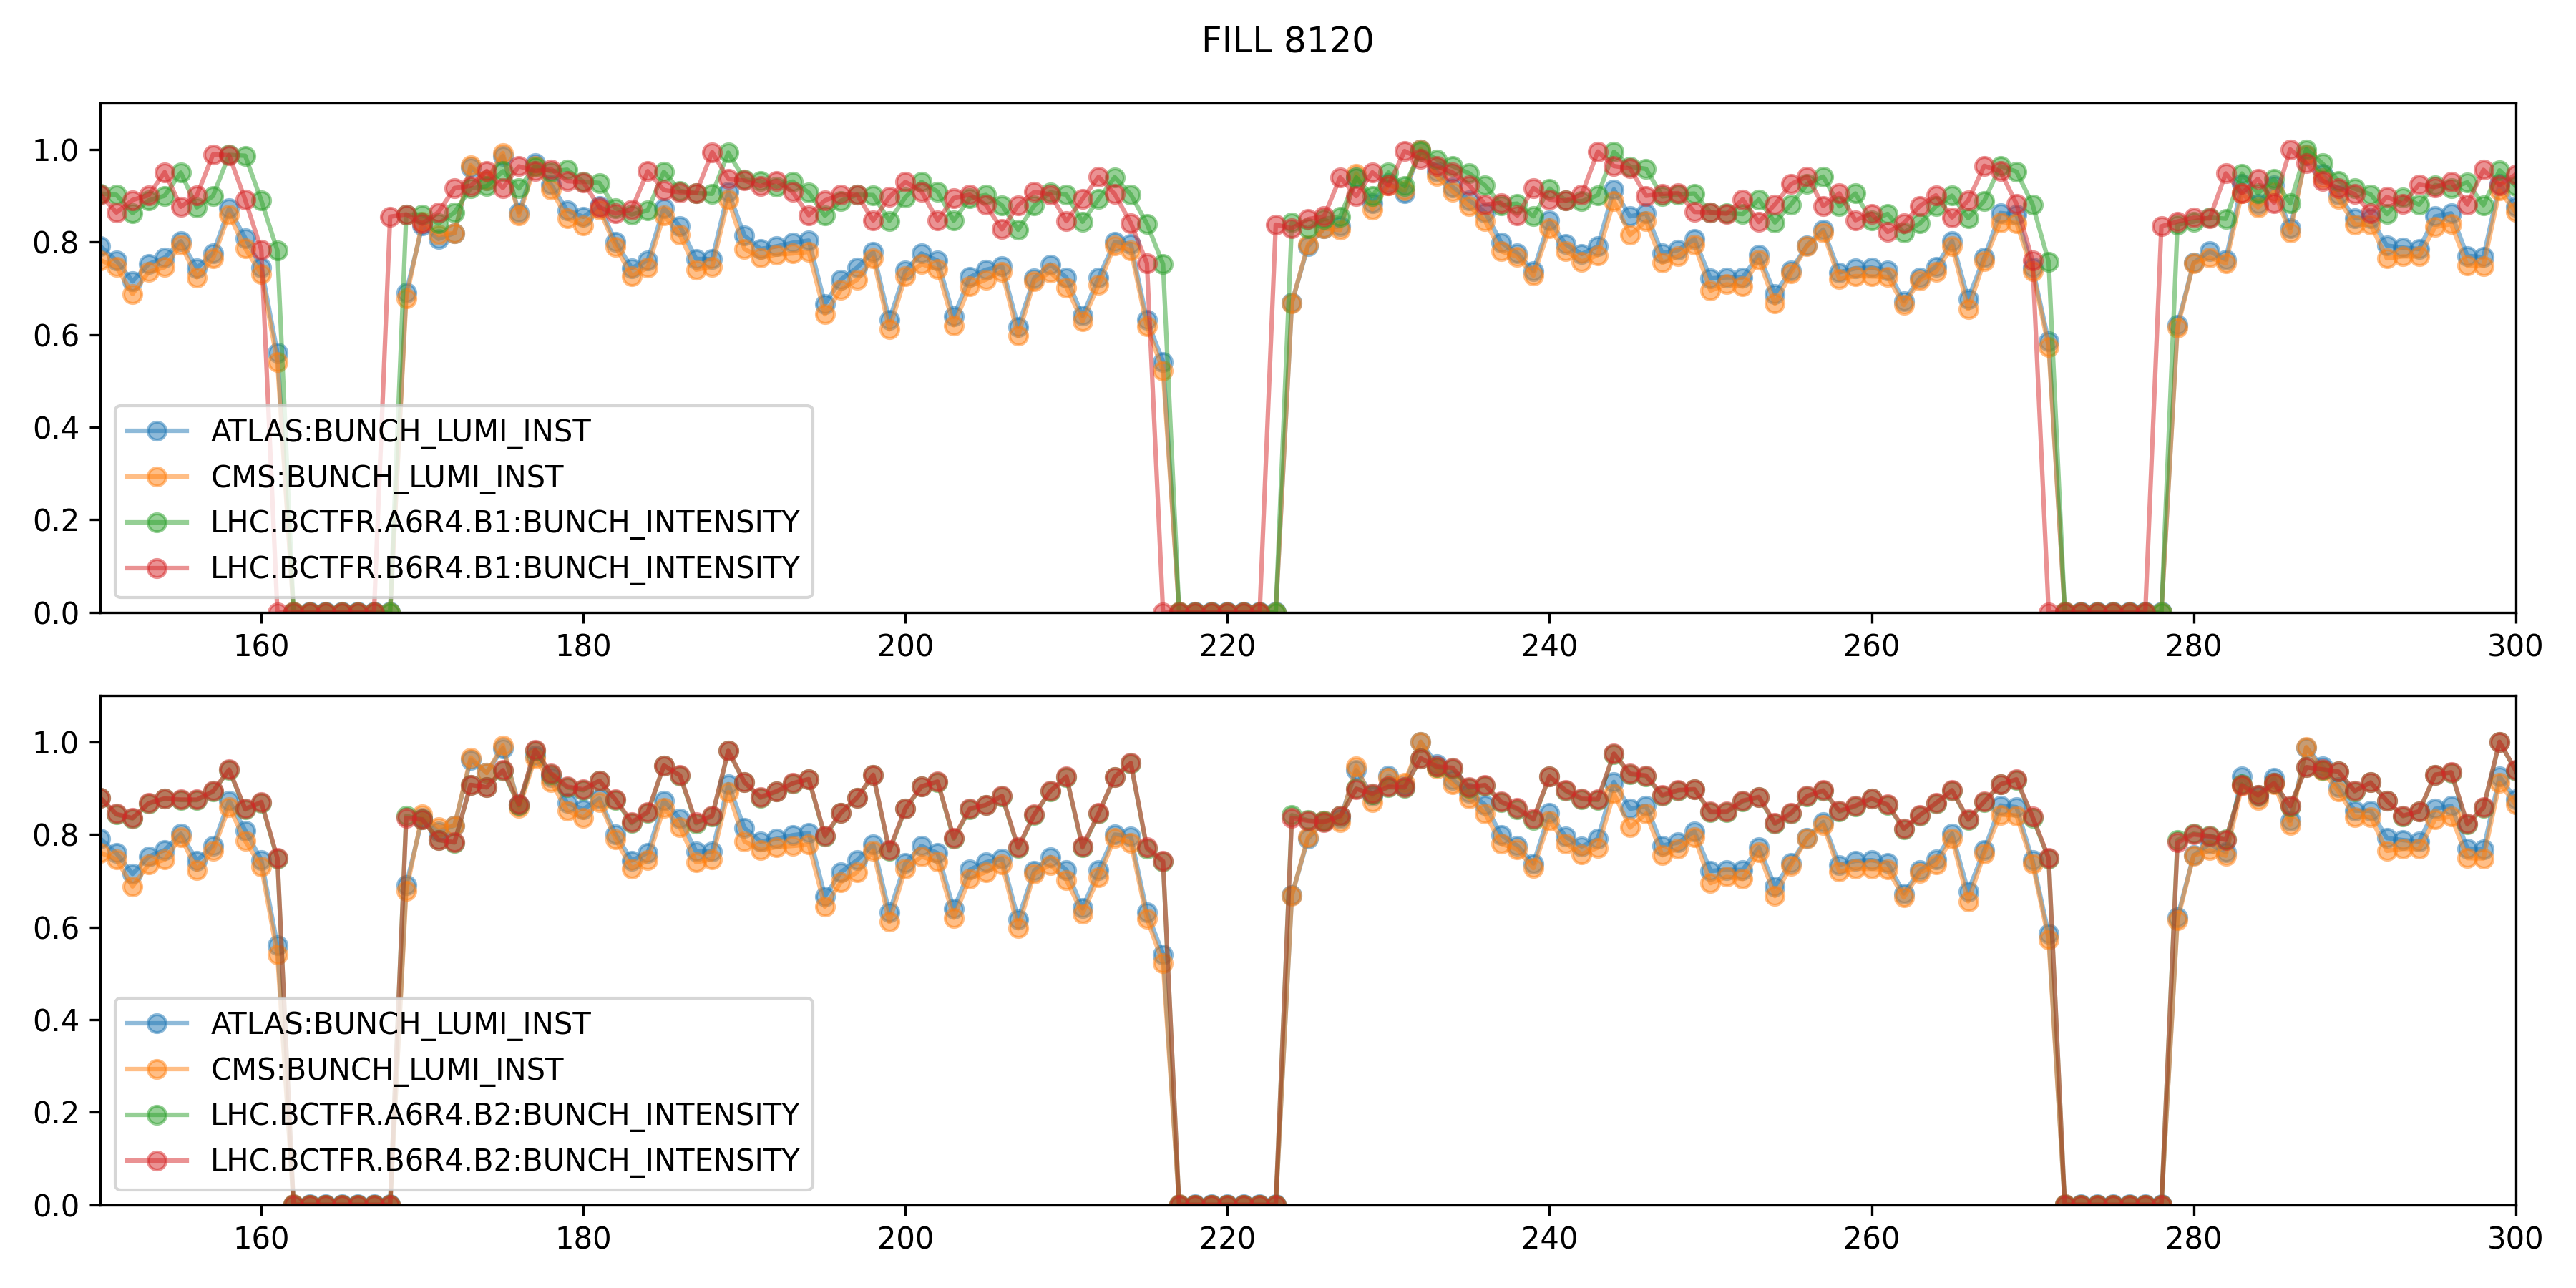 FILL 8120
1.0
0.8
0.6
0.4
0.2
0.0
ATLAS:BUNCH_LUMI_INST
CMS:BUNCH_LUMI_INST
LHC.BCTFR.A6R4.B1:BUNCH_INTENSITY
LHC.BCTFR.B6R4.B1:BUNCH_INTENSITY
160 180 200 220 240 260 280 300
1.0
0.8
0.6
0.4
0.2
0.0
ATLAS:BUNCH_LUMI_INST
CMS:BUNCH_LUMI_INST
LHC.BCTFR.A6R4.B2:BUNCH_INTENSITY
LHC.BCTFR.B6R4.B2:BUNCH_INTENSITY
160 180 200 220 240 260 280 300